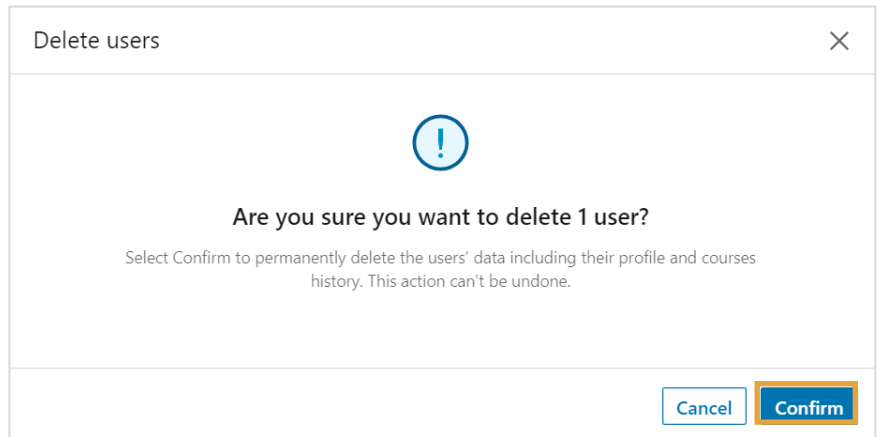 Delete users
Are you sure you want to delete 1 user?
Select Confirm to permanently delete the users’ data including their profile and courses
history. This action can’t be undone.
Cancel
Confirm